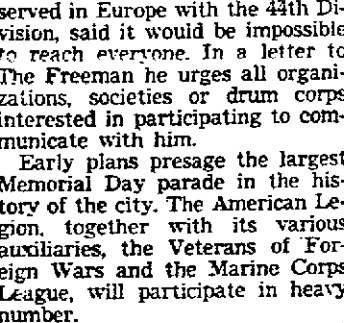 served in Europe with the 44th Di-
vision, said it would be impossible
to reach everyone. In a letter to
The Freeman he urges all organi-
zations, societies or drum corps
interested in participating to com-
municate with him.
Early plans presage the largest
Memorial Day parade in the his-
tory of the city. The American Le-
gion, together with its various
auxiliaries, the Veterans of For-
eign Wars and the Marine Corps
League, will participate in heavy
number.